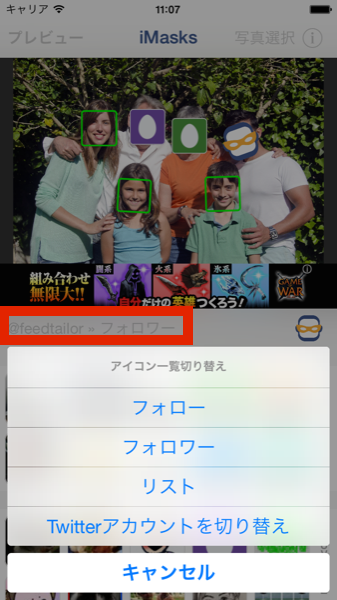 キャリア 11:07
プレビュー iMasks 写真選択
組み合わせ 闇系 火系 氷系 GAME
無限大!! 自分だけの英雄つくろう! WAR
@feedtailor » フォロワー
アイコン一覧切り替え
フォロー
フォロワー
リスト
Twitterアカウントを切り替え
キャンセル